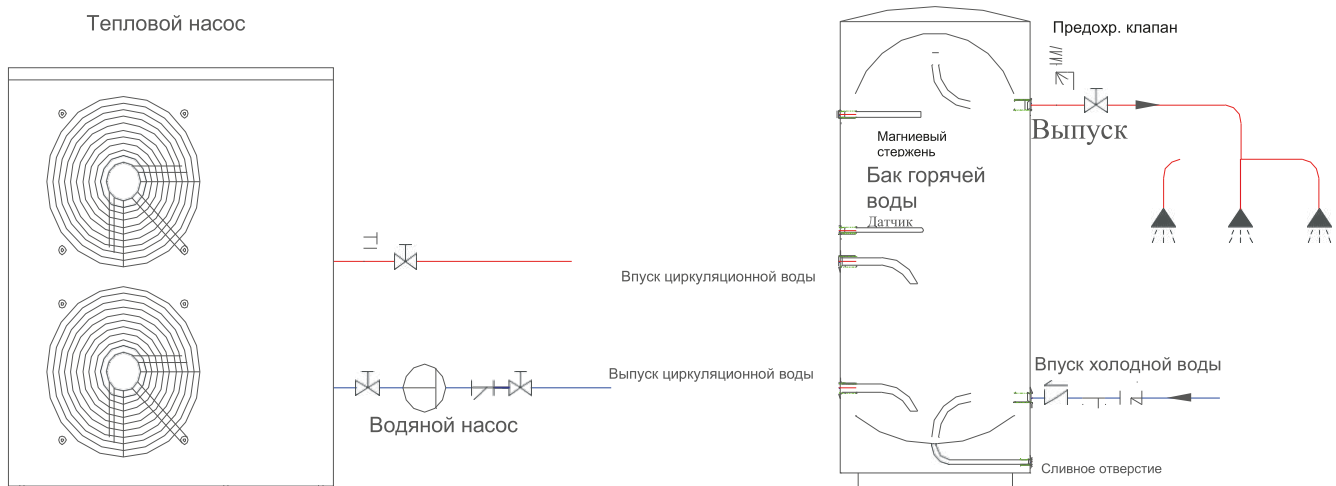 Тепловой насос
Предохр. клапан
Выпуск
Магниевый
стержень
Бак горячей
воды
Датчик
Впуск циркуляционной воды
Выпуск циркуляционной воды
Впуск холодной воды
Водяной насос
Сливное отверстие